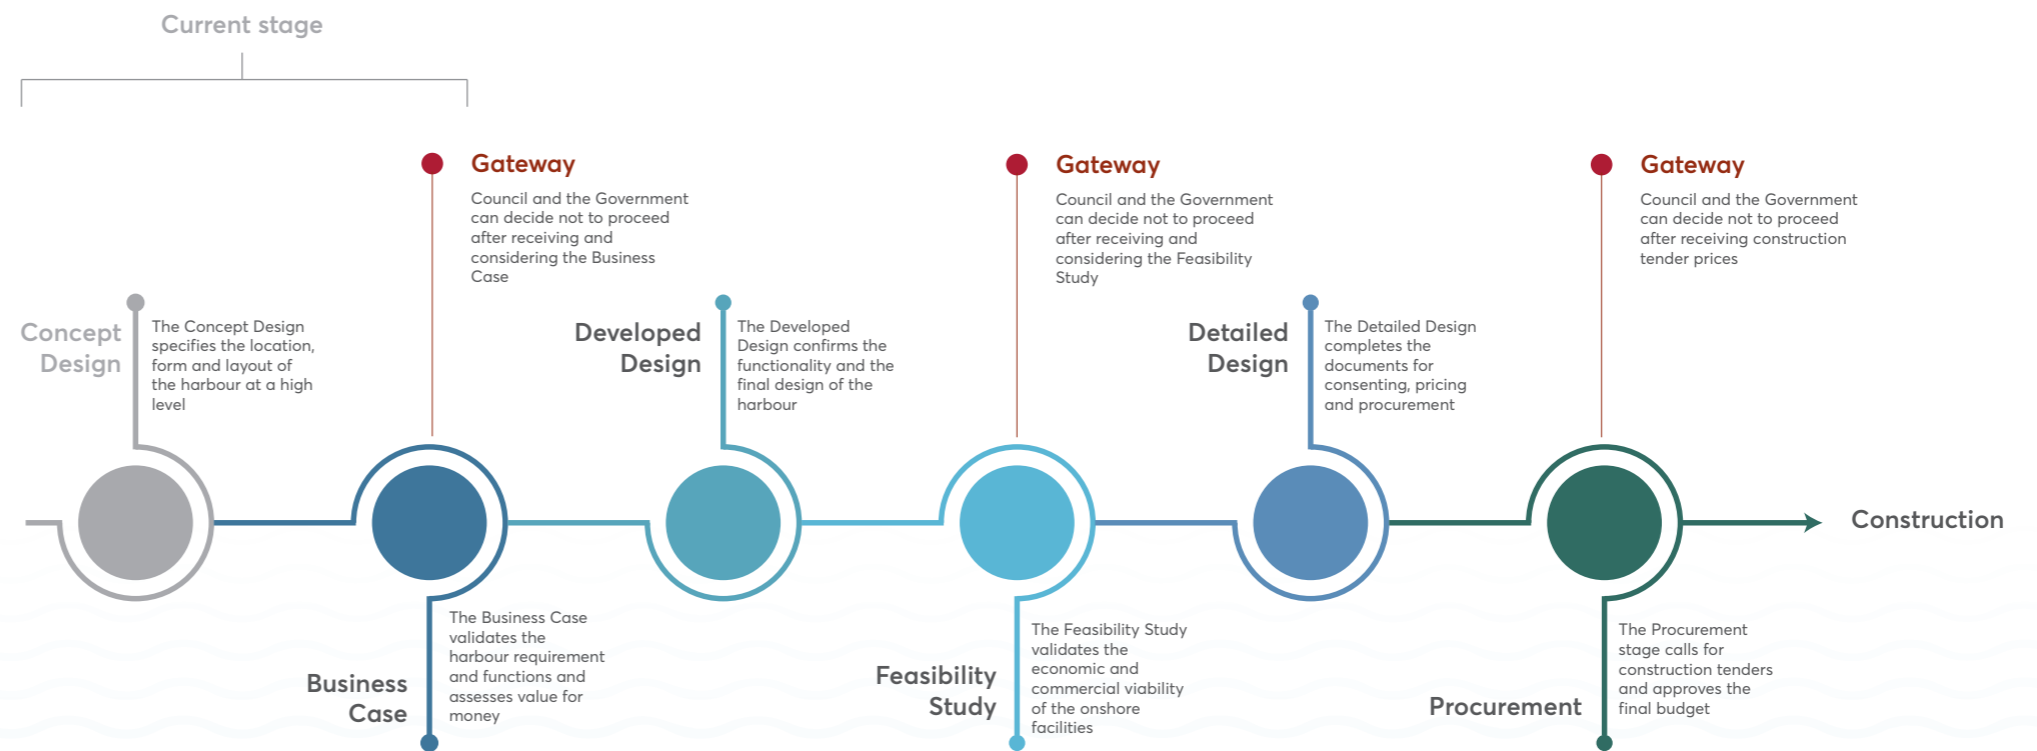 Current stage
Gateway
Council and the Government
can decide not to proceed
after receiving and
considering the Business
Case
Gateway
Council and the Government
can decide not to proceed
after receiving and
considering the Feasibility
Study
Gateway
Council and the Government
can decide not to proceed
after receiving construction
tender prices
Concept
Design
The Concept Design
specifies the location,
form and layout of
the harbour at a high
level
Developed
Design
The Developed
Design confirms the
functionality and the
final design of the
harbour
Detailed
Design
The Detailed Design
completes the
documents for
consenting, pricing
and procurement
Construction
Business
Case
The Business Case
validates the
harbour requirement
and functions and
assesses value for
money
Feasibility
Study
The Feasibility Study
validates the
economic and
commercial viability
of the onshore
facilities
Procurement
The Procurement
stage calls for
construction tenders
and approves the
final budget